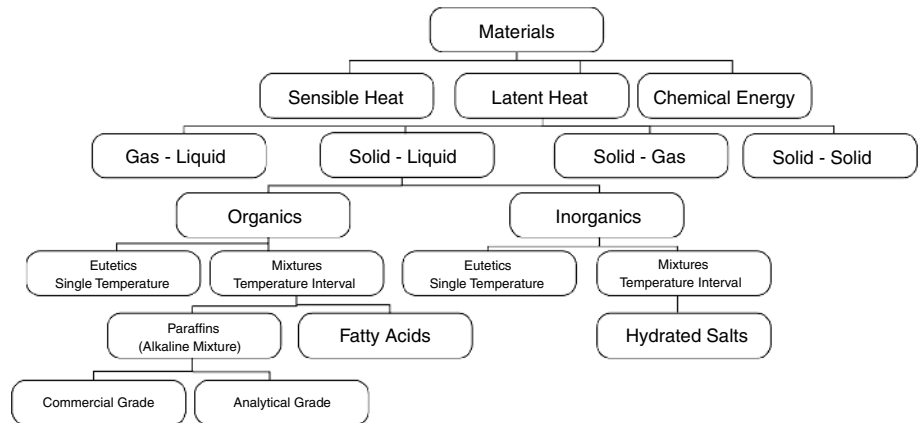 Materials
Sensible Heat
Latent Heat
Chemical Energy
Gas - Liquid
Solid - Liquid
Solid - Gas
Solid - Solid
Organics
Inorganics
Eutetics
Single Temperature
Mixtures
Temperature Interval
Eutetics
Single Temperature
Mixtures
Temperature Interval
Paraffins
(Alkaline Mixture)
Fatty Acids
Hydrated Salts
Commercial Grade
Analytical Grade